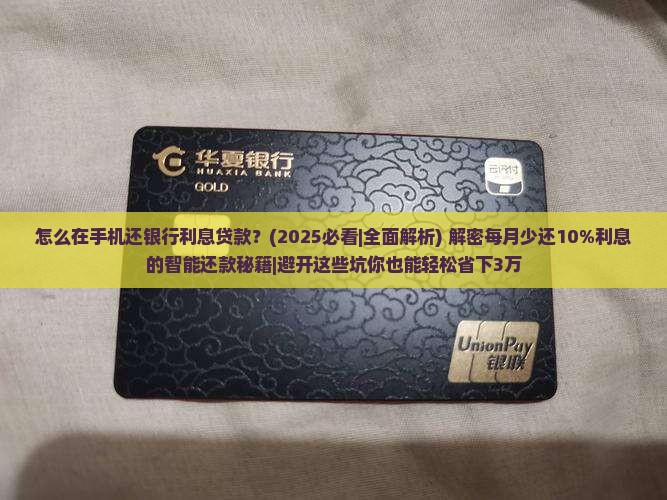 华夏银行
HUAXIA BANK
GOLD
云闪付
怎么在手机还银行利息贷款？(2025必看|全面解析) 解密每月少还10%利息
的智能还款秘籍|避开这些坑你也能轻松省下3万
UnionPay
银联